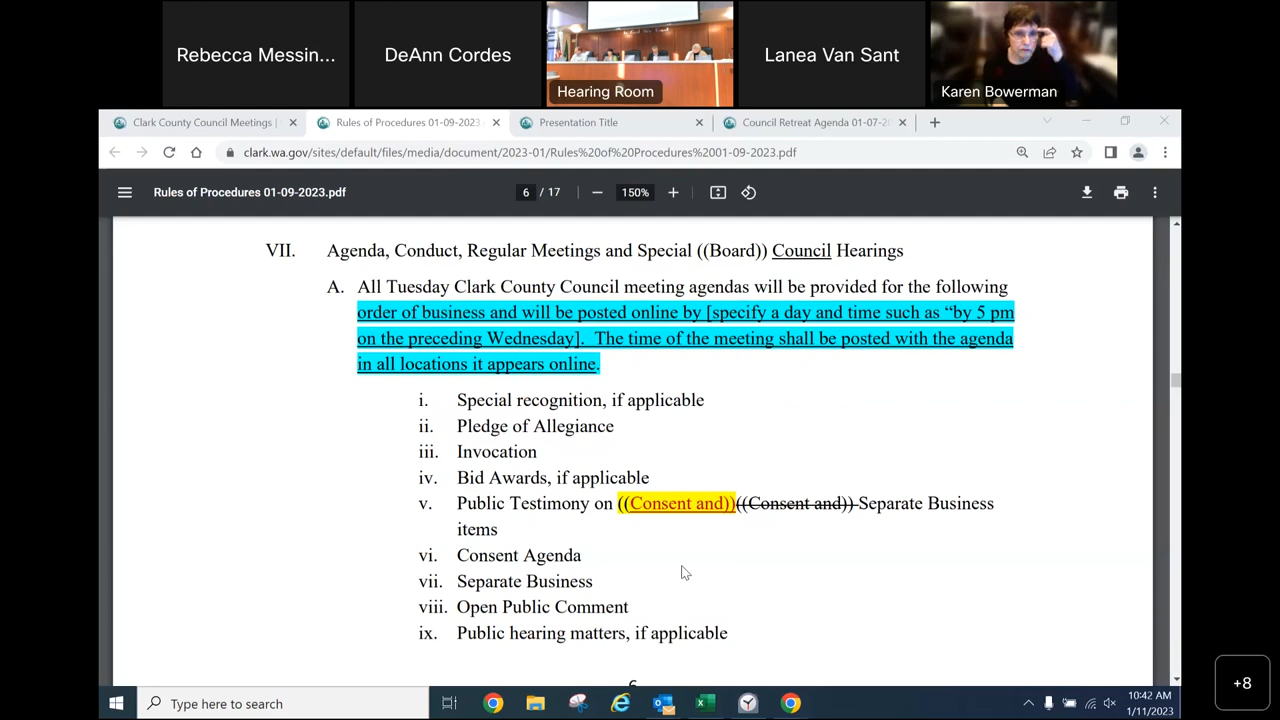 Rebecca Messin...
DeAnn Cordes
Hearing Room
Lanea Van Sant
Karen Bowerman
Clark County Council Meetings |
Rules of Procedures 01-09-2023
Presentation Title
Council Retreat Agenda 01-07-20
clark.wa.gov/sites/default/files/media/document/2023-01/Rules%20of%20Procedures%2001-09-2023.pdf
Rules of Procedures 01-09-2023.pdf
6 / 17
150%
VII. Agenda, Conduct, Regular Meetings and Special ((Board)) Council Hearings
A. All Tuesday Clark County Council meeting agendas will be provided for the following
order of business and will be posted online by [specify a day and time such as “by 5 pm
on the preceding Wednesday]. The time of the meeting shall be posted with the agenda
in all locations it appears online.
i. Special recognition, if applicable
ii. Pledge of Allegiance
iii. Invocation
iv. Bid Awards, if applicable
v. Public Testimony on ((Consent and))((Consent and)) Separate Business
items
vi. Consent Agenda
vii. Separate Business
viii. Open Public Comment
ix. Public hearing matters, if applicable
6
+8
Type here to search
10:42 AM
1/11/2023